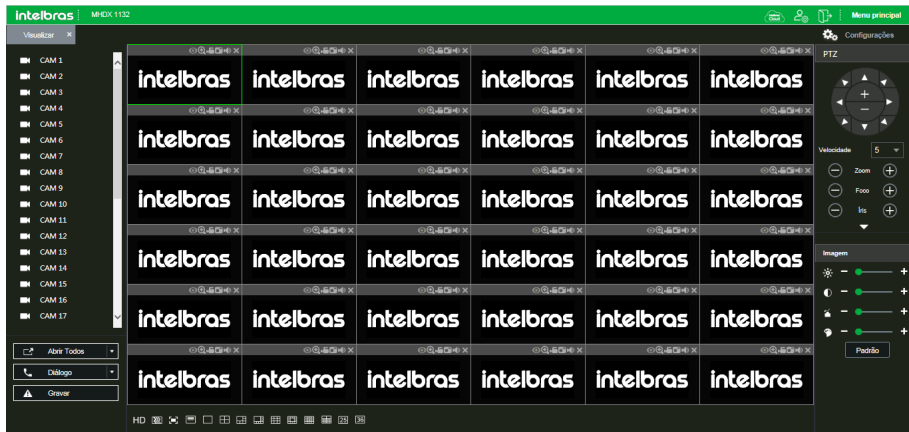 intelbras MHDX 1132 Menu principal
Visualizar × Configurações
PTZ
CAM 1
CAM 2
CAM 3
CAM 4
CAM 5
CAM 6
CAM 7
CAM 8
CAM 9
CAM 10
CAM 11
CAM 12
CAM 13
CAM 14
CAM 15
CAM 16
CAM 17
Abrir Todos
Diálogo
Gravar
intelbras intelbras intelbras intelbras intelbras intelbras
intelbras intelbras intelbras intelbras intelbras intelbras
intelbras intelbras intelbras intelbras intelbras intelbras
intelbras intelbras intelbras intelbras intelbras intelbras
intelbras intelbras intelbras intelbras intelbras intelbras
intelbras intelbras intelbras intelbras intelbras intelbras
HD 25 36
Velocidade 5
Zoom
Foco
Íris
Imagem
Padrão